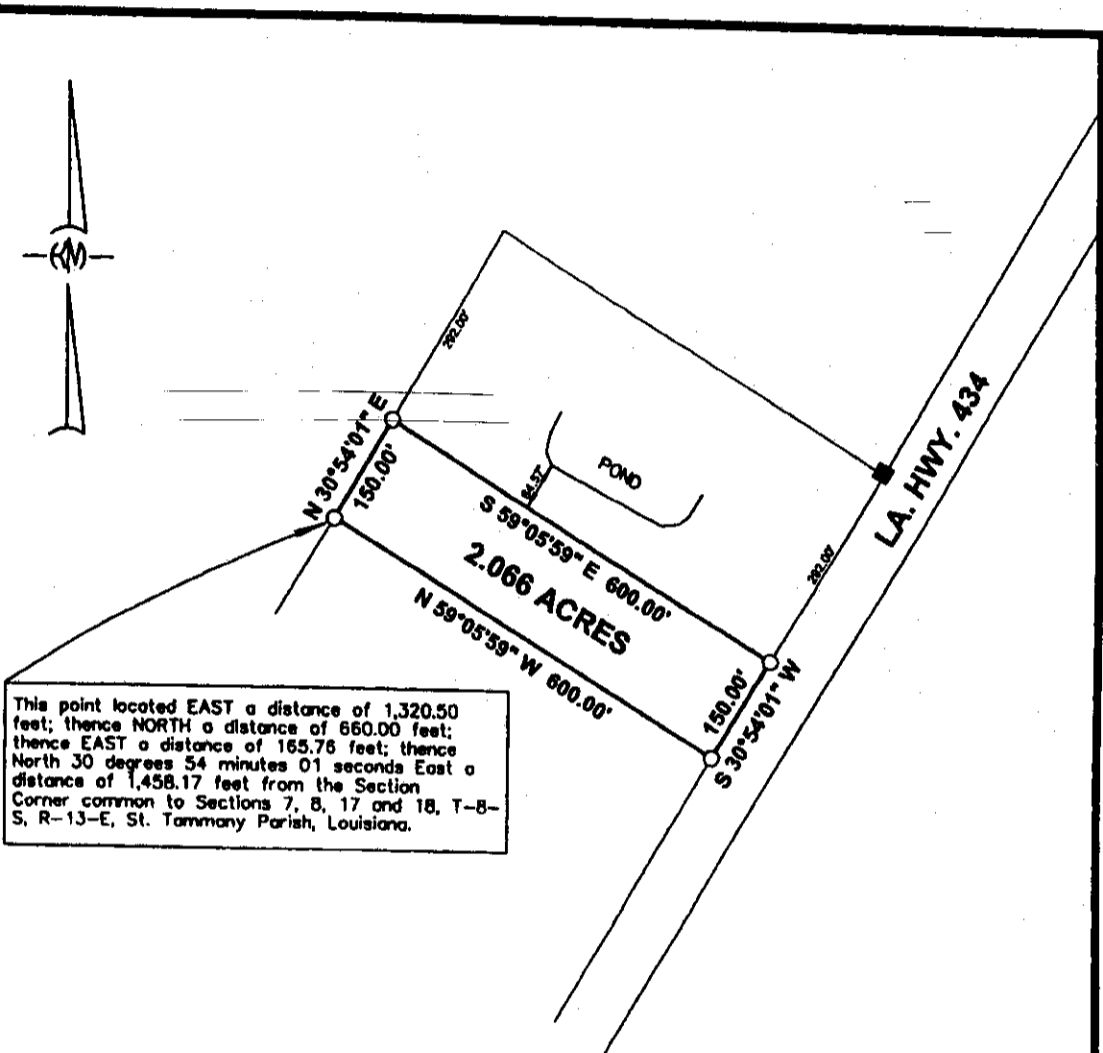 KM
292.00'
LA. HWY. 434
N 30°54'01" E
150.00'
POND
84.57'
S 59°05'59" E 600.00'
2.066 ACRES
N 59°05'59" W 600.00'
292.00'
150.00'
S 30°54'01" W
This point located EAST a distance of 1,320.50
feet; thence NORTH a distance of 660.00 feet;
thence EAST a distance of 165.76 feet; thence
North 30 degrees 54 minutes 01 seconds East a
distance of 1,458.17 feet from the Section
Corner common to Sections 7, 8, 17 and 18, T-8-
S, R-13-E, St. Tammany Parish, Louisiana.